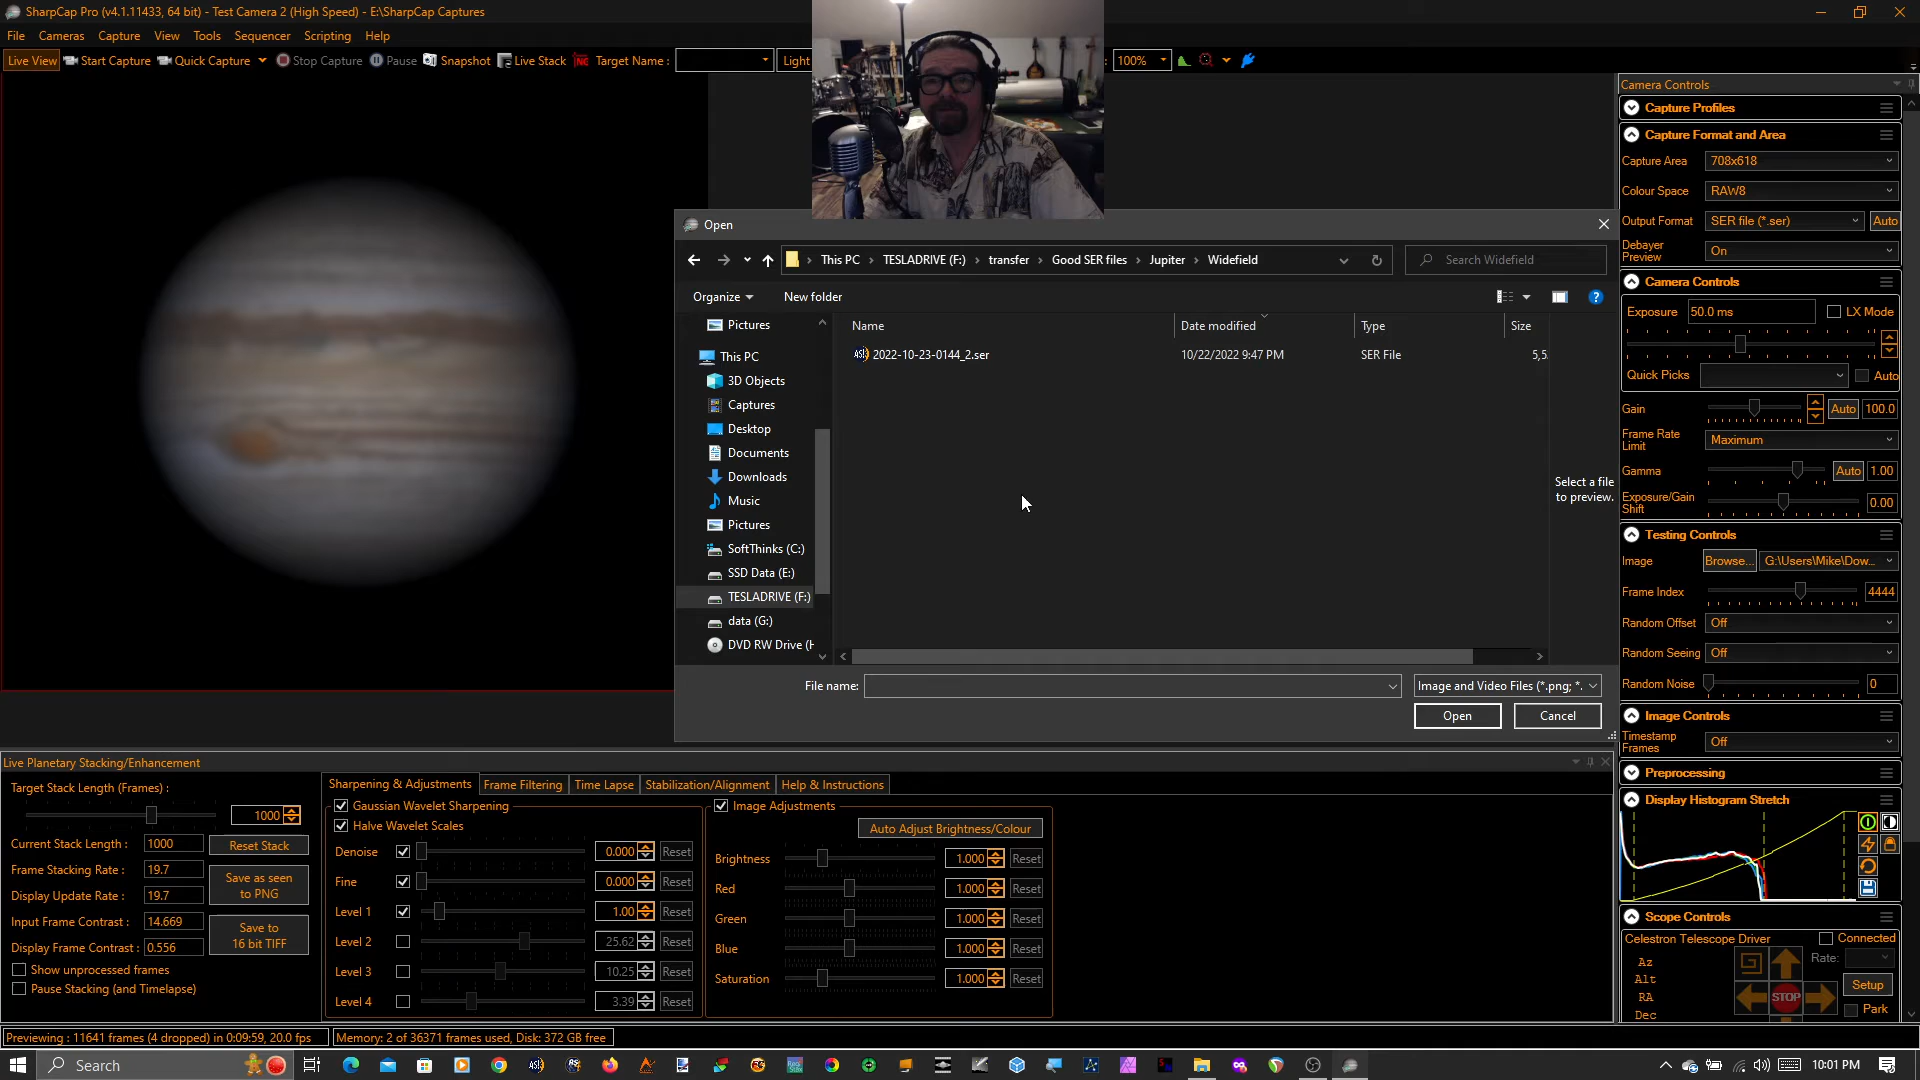 SharpCap Pro (v4.1.11433, 64 bit) - Test Camera 2 (High Speed) - E:\SharpCap Captures
File Cameras Capture View Tools Sequencer Scripting Help
Live View Start Capture Quick Capture Stop Capture Pause Snapshot Live Stack Target Name : Light : 100%
Camera Controls
Capture Profiles
Capture Format and Area
Capture Area 708x618
Colour Space RAW8
Output Format SER file (*.ser) Auto
Debayer Preview On
Camera Controls
Exposure 50.0 ms LX Mode
Quick Picks Auto
Gain Auto 100.0
Frame Rate Limit Maximum
Gamma Auto 1.00
Exposure/Gain Shift 0.00
Testing Controls
Image Browse... G:\Users\Mike\Dow...
Frame Index 4444
Random Offset Off
Random Seeing Off
Random Noise 0
Image Controls
Timestamp Frames Off
Preprocessing
Display Histogram Stretch
Scope Controls
Celestron Telescope Driver Connected
Az Rate:
Alt
RA STOP Setup
Dec Park
Open
This PC TESLADRIVE (F:) transfer Good SER files Jupiter Widefield Search Widefield
Organize New folder
Name Date modified Type Size
2022-10-23-0144_2.ser 10/22/2022 9:47 PM SER File 5,5
Pictures
This PC
3D Objects
Captures
Desktop
Documents
Downloads
Music
Pictures
SoftThinks (C:)
SSD Data (E:)
TESLADRIVE (F:)
data (G:)
DVD RW Drive (H
Select a file to preview.
File name: Image and Video Files (*.png; *.
Open Cancel
Live Planetary Stacking/Enhancement
Target Stack Length (Frames) :
1000
Current Stack Length : 1000 Reset Stack
Frame Stacking Rate : 19.7
Save as seen to PNG
Display Update Rate : 19.7
Input Frame Contrast : 14.669
Save to 16 bit TIFF
Display Frame Contrast : 0.556
Show unprocessed frames
Pause Stacking (and Timelapse)
Sharpening & Adjustments Frame Filtering Time Lapse Stabilization/Alignment Help & Instructions
Gaussian Wavelet Sharpening
Halve Wavelet Scales
Denoise 0.000 Reset
Fine 0.000 Reset
Level 1 1.00 Reset
Level 2 25.62 Reset
Level 3 10.25 Reset
Level 4 3.39 Reset
Image Adjustments
Auto Adjust Brightness/Colour
Brightness 1.000 Reset
Red 1.000 Reset
Green 1.000 Reset
Blue 1.000 Reset
Saturation 1.000 Reset
Previewing : 11641 frames (4 dropped) in 0:09:59, 20.0 fps Memory: 2 of 36371 frames used, Disk: 372 GB free
Search 10:01 PM